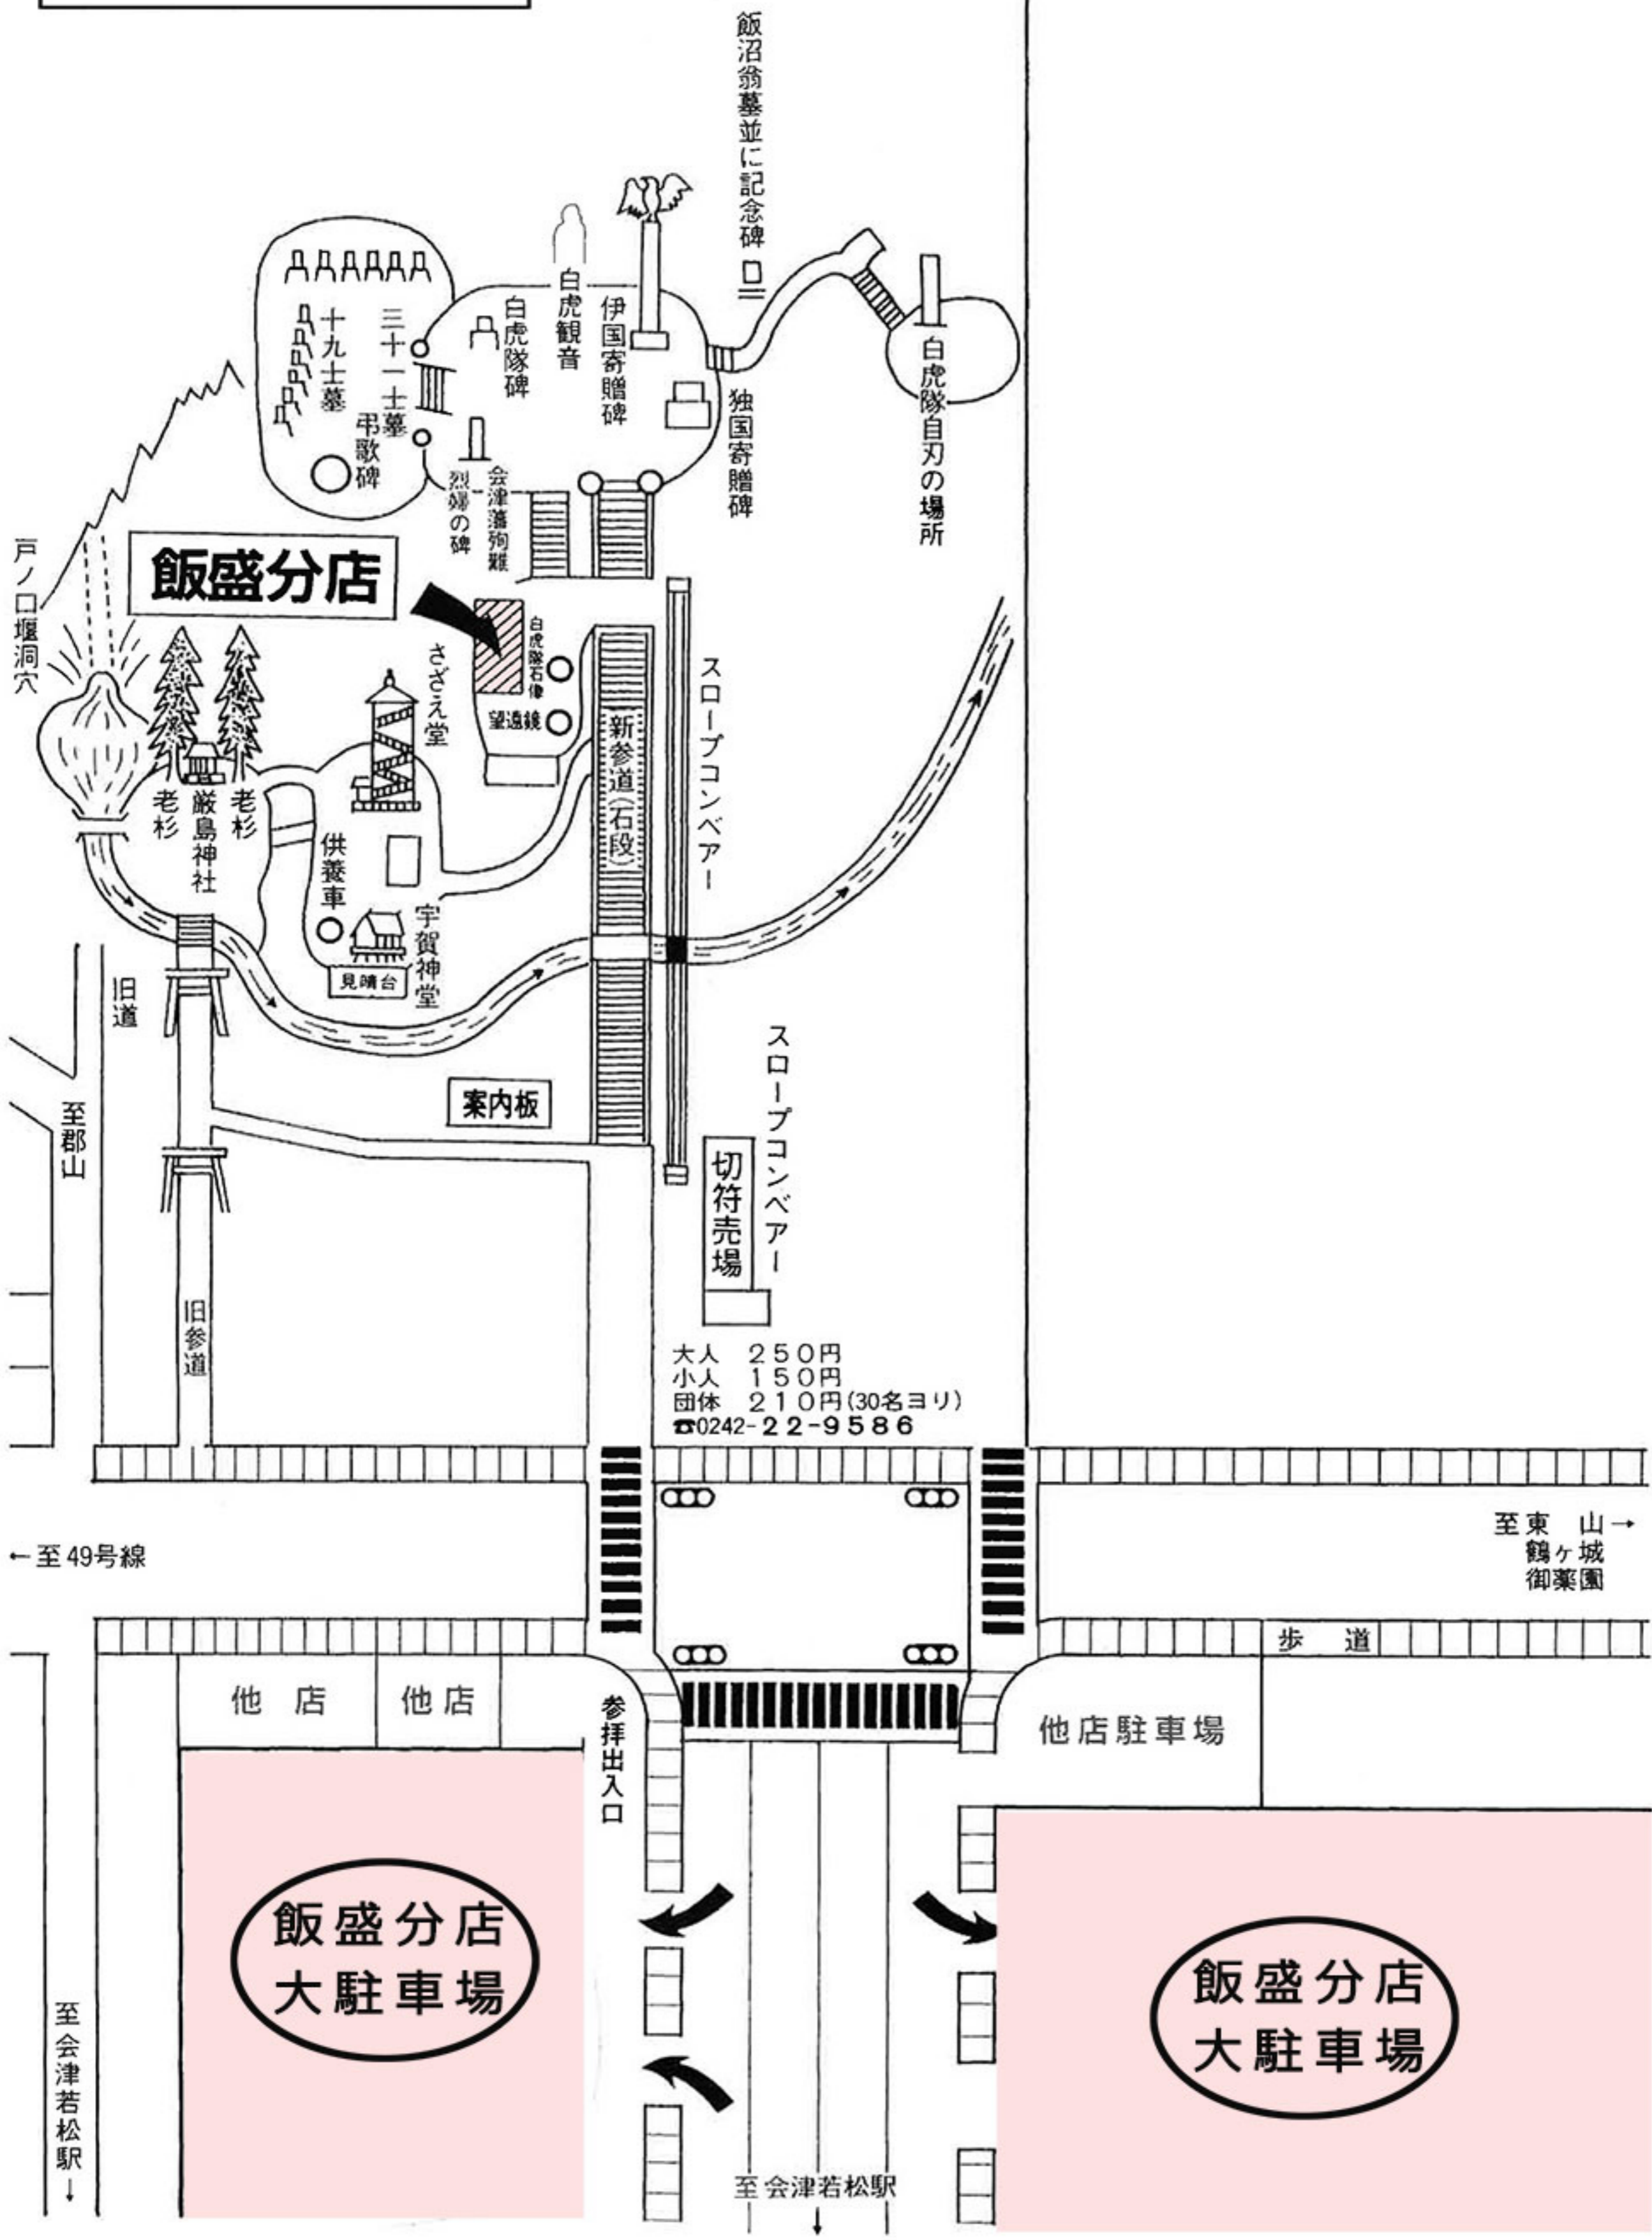 飯沼翁墓並に記念碑
白虎隊自刃の場所
独国寄贈碑
伊国寄贈碑
白虎観音
白虎隊碑
三十一士墓
十九士墓
弔歌碑
会津藩殉難
烈婦の碑
戸ノ口堰洞穴
飯盛分店
白虎隊石像
望遠鏡
さざえ堂
新参道(石段)
スロープコンベアー
老杉
厳島神社
老杉
供養車
宇賀神堂
見晴台
旧道
至郡山
案内板
スロープコンベアー
切符売場
旧参道
大人 250円
小人 150円
団体 210円(30名ヨリ)
☎0242-22-9586
←至49号線
至東 山→
鶴ヶ城
御薬園
歩 道
他 店
他店
参拝出入口
他店駐車場
飯盛分店
大駐車場
飯盛分店
大駐車場
至会津若松駅↓
至会津若松駅
↓